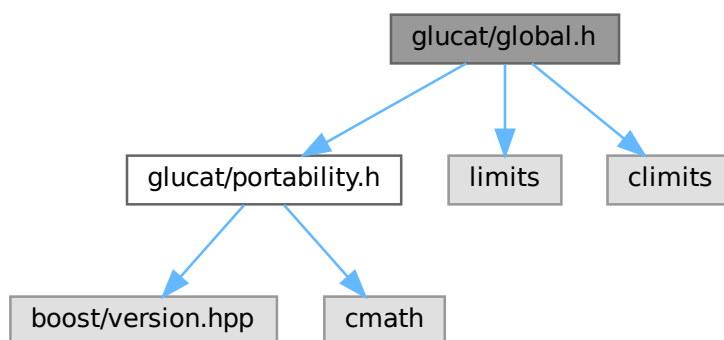 glucat/global.h
glucat/portability.h
limits
climits
boost/version.hpp
cmath